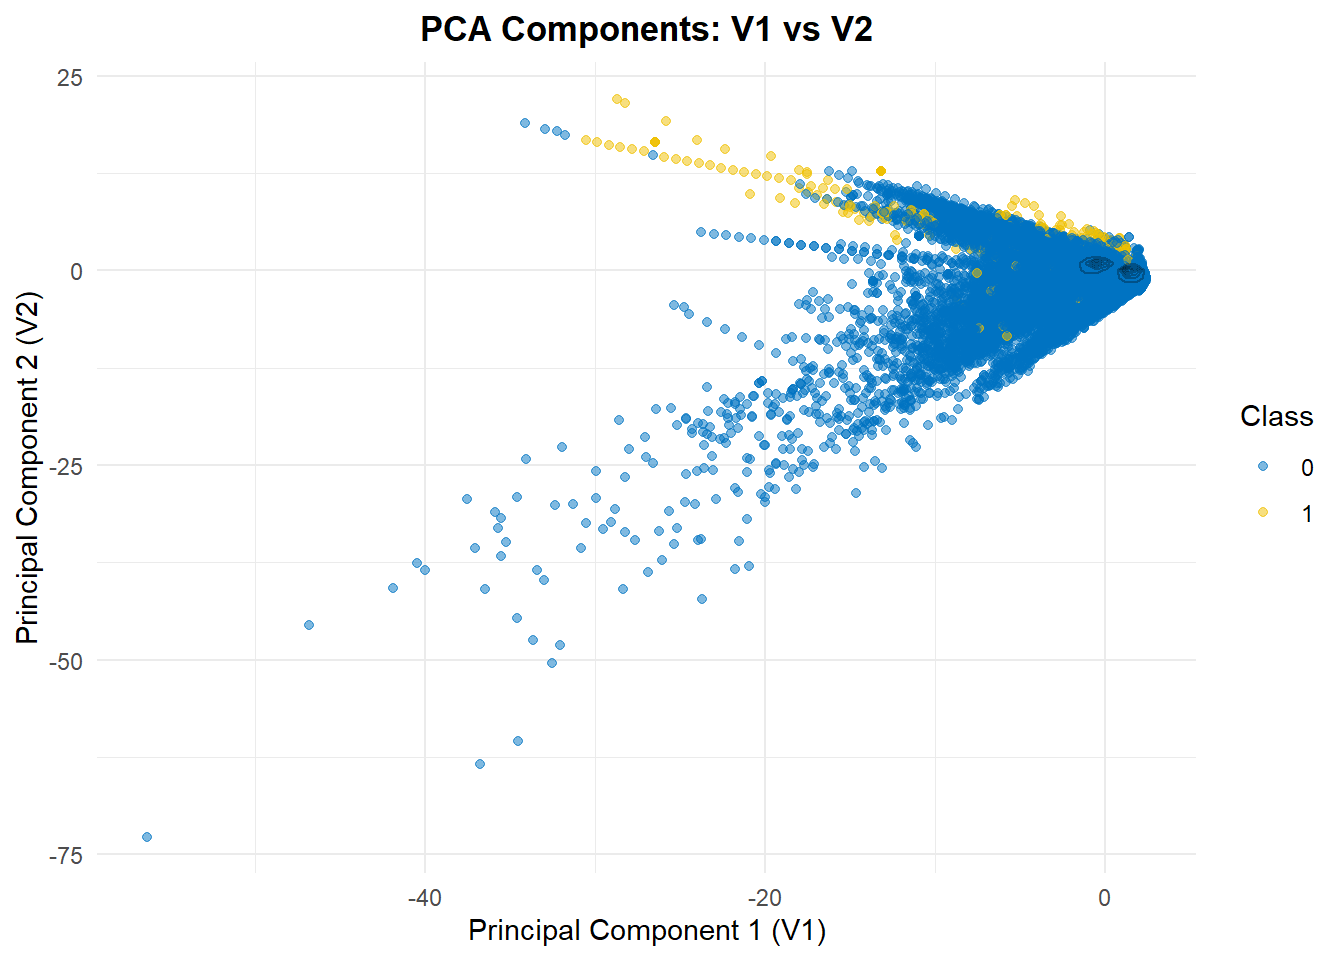 PCA Components: V1 vs V2
Principal Component 2 (V2)
25
0
-25
-50
-75
-40
-20
0
Principal Component 1 (V1)
Class
0
1